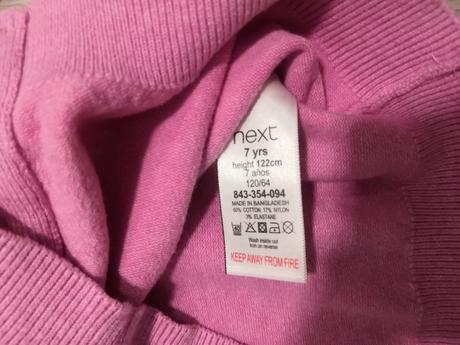 next
7 yrs
height 122cm
7 años
120/64
843-354-094
MADE IN BANGLADESH
60% COTTON 17% NYLON
Wash inside out
Iron on reverse
KEEP AWAY FROM FIRE